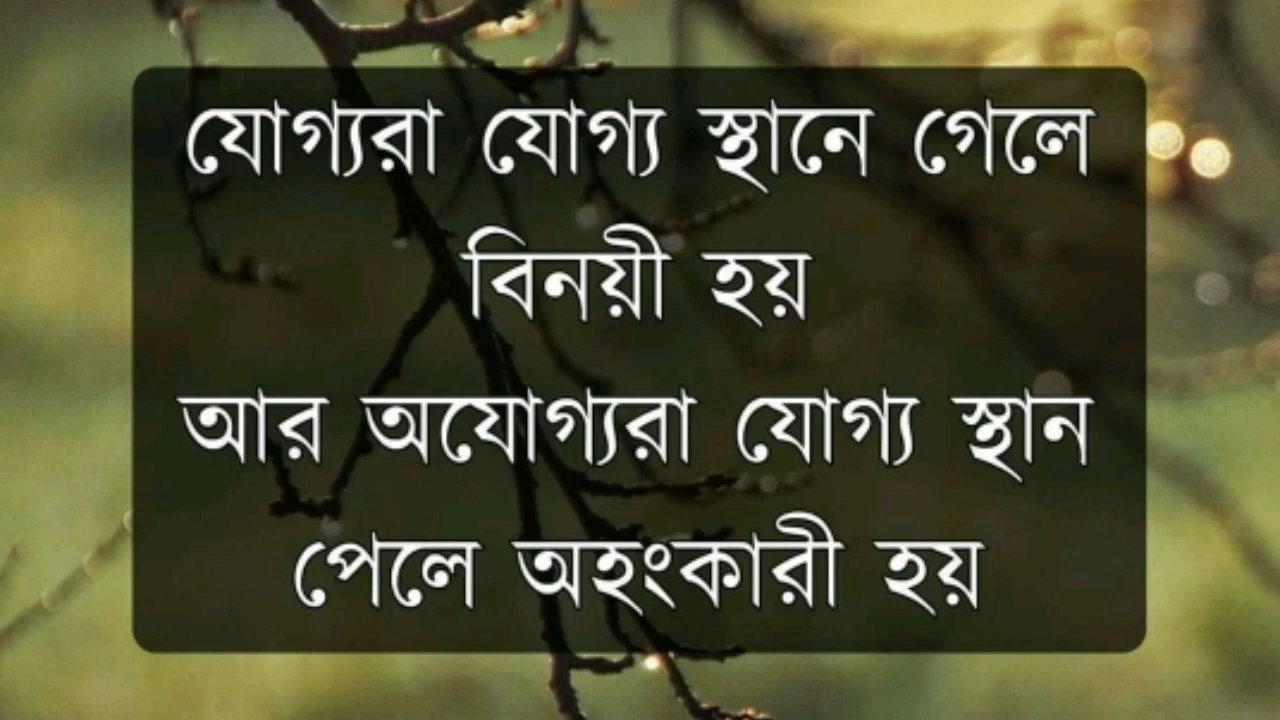 যোগ্যরা যোগ্য স্থানে গেলে
বিনয়ী হয়
আর অযোগ্যরা যোগ্য স্থান
পেলে অহংকারী হয়